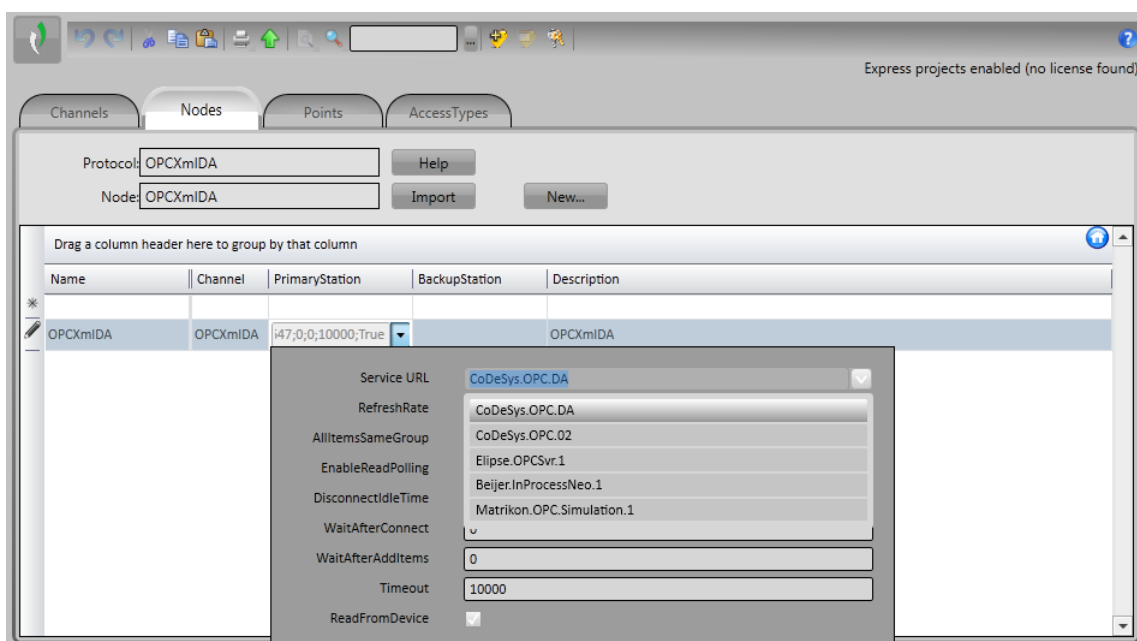 ...
?
Express projects enabled (no license found)
Channels Nodes Points AccessTypes
Protocol: OPCXmlDA Help
Node: OPCXmlDA Import New...
Drag a column header here to group by that column
Name Channel PrimaryStation BackupStation Description
OPCXmlDA OPCXmlDA i47;0;0;10000;True OPCXmlDA
Service URL CoDeSys.OPC.DA
RefreshRate CoDeSys.OPC.DA
AllItemsSameGroup CoDeSys.OPC.02
EnableReadPolling Elipse.OPCSvr.1
DisconnectIdleTime Beijer.InProcessNeo.1
Matrikon.OPC.Simulation.1
WaitAfterConnect 0
WaitAfterAddItems 0
Timeout 10000
ReadFromDevice